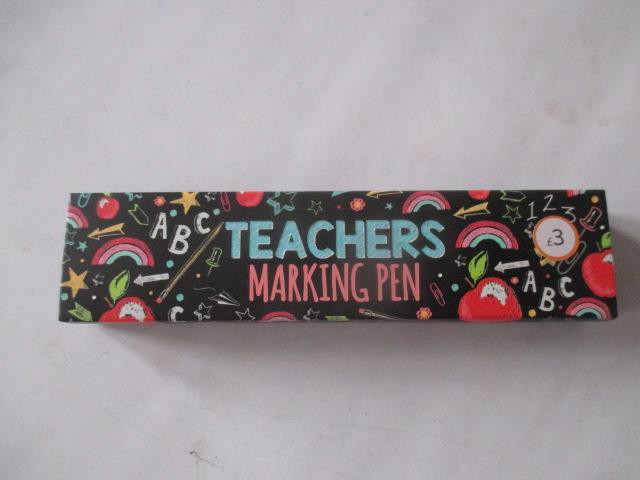 ABC
TEACHERS
MARKING PEN
123
£3
ABC